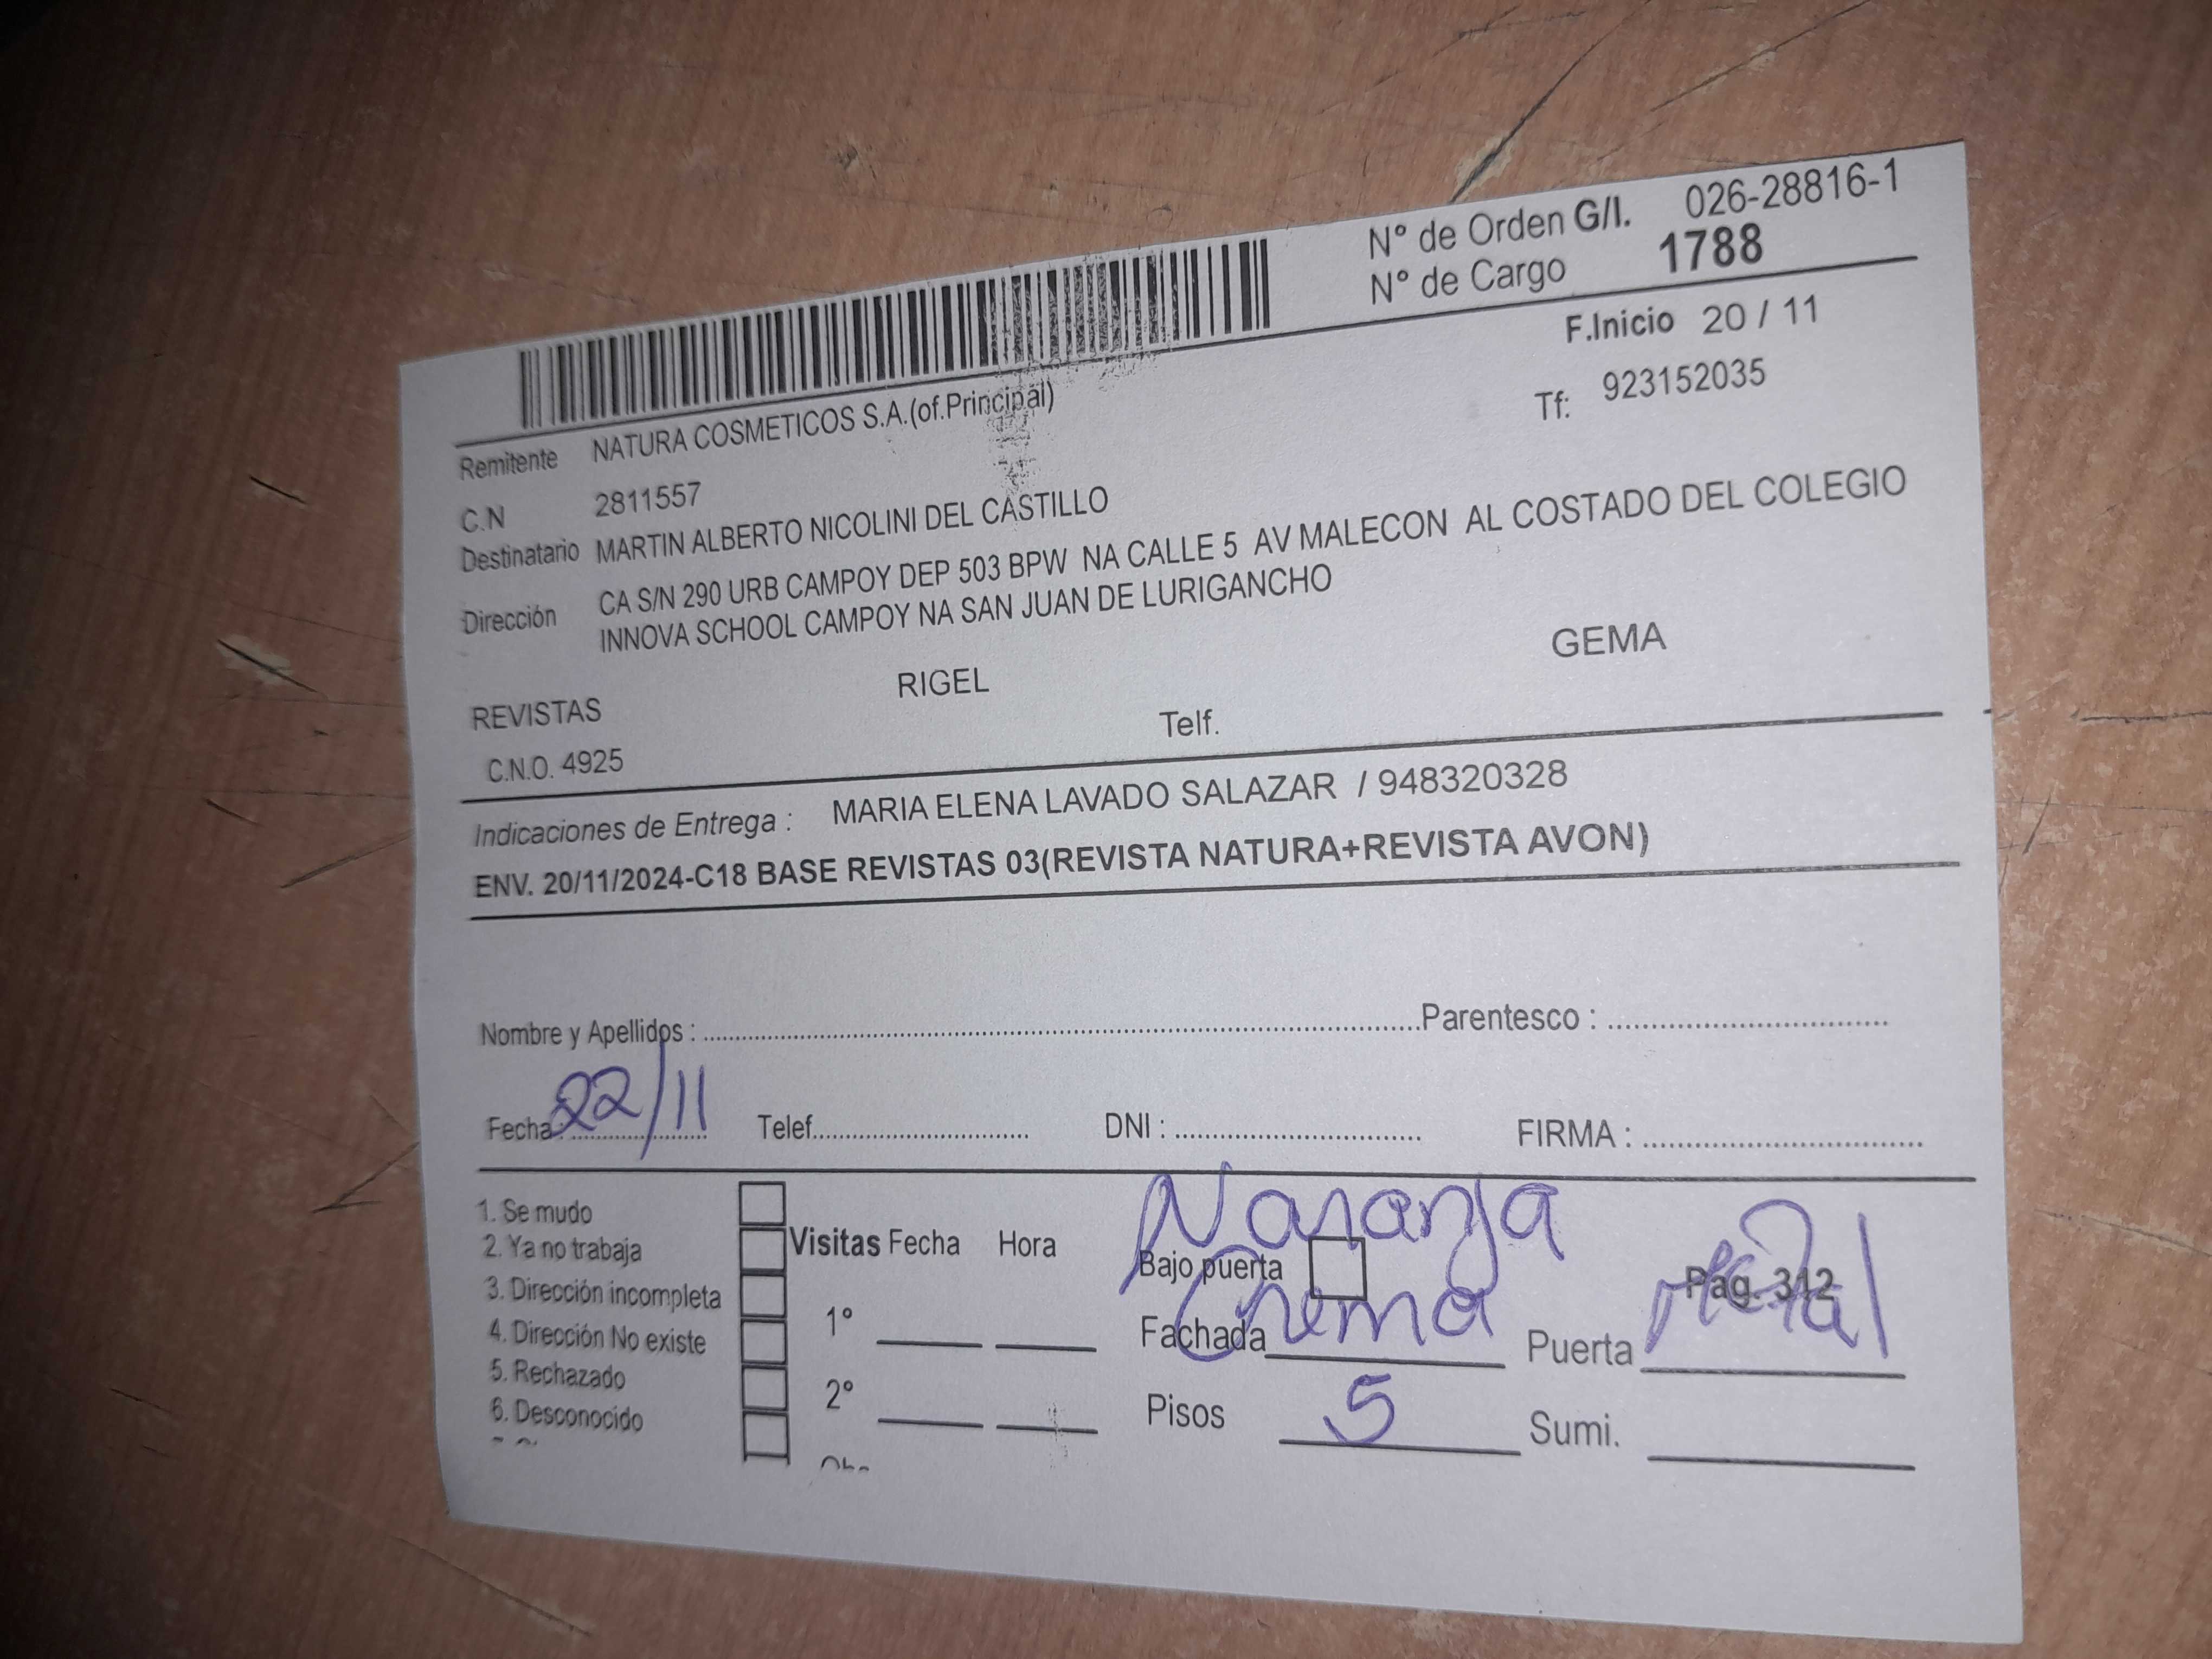 Nº de Orden G/I. 026-28816-1
Nº de Cargo 1788
F.Inicio 20 / 11
Tf: 923152035
Remitente NATURA COSMETICOS S.A.(of.Principal)
C.N 2811557
Destinatario MARTIN ALBERTO NICOLINI DEL CASTILLO
Dirección CA S/N 290 URB CAMPOY DEP 503 BPW NA CALLE 5 AV MALECON AL COSTADO DEL COLEGIO
INNOVA SCHOOL CAMPOY NA SAN JUAN DE LURIGANCHO
REVISTAS RIGEL GEMA
C.N.O. 4925 Telf.
Indicaciones de Entrega : MARIA ELENA LAVADO SALAZAR / 948320328
ENV. 20/11/2024-C18 BASE REVISTAS 03(REVISTA NATURA+REVISTA AVON)
Nombre y Apellidos : Parentesco :
Fecha : 22/11 Telef. DNI : FIRMA :
1. Se mudo
2. Ya no trabaja
3. Dirección incompleta
4. Dirección No existe
5. Rechazado
6. Desconocido
Visitas Fecha Hora
1º
2º
Naranja
Bajo puerta
Fachada Crema
Pisos 5
Pag. 312
Puerta Metal
Sumi.